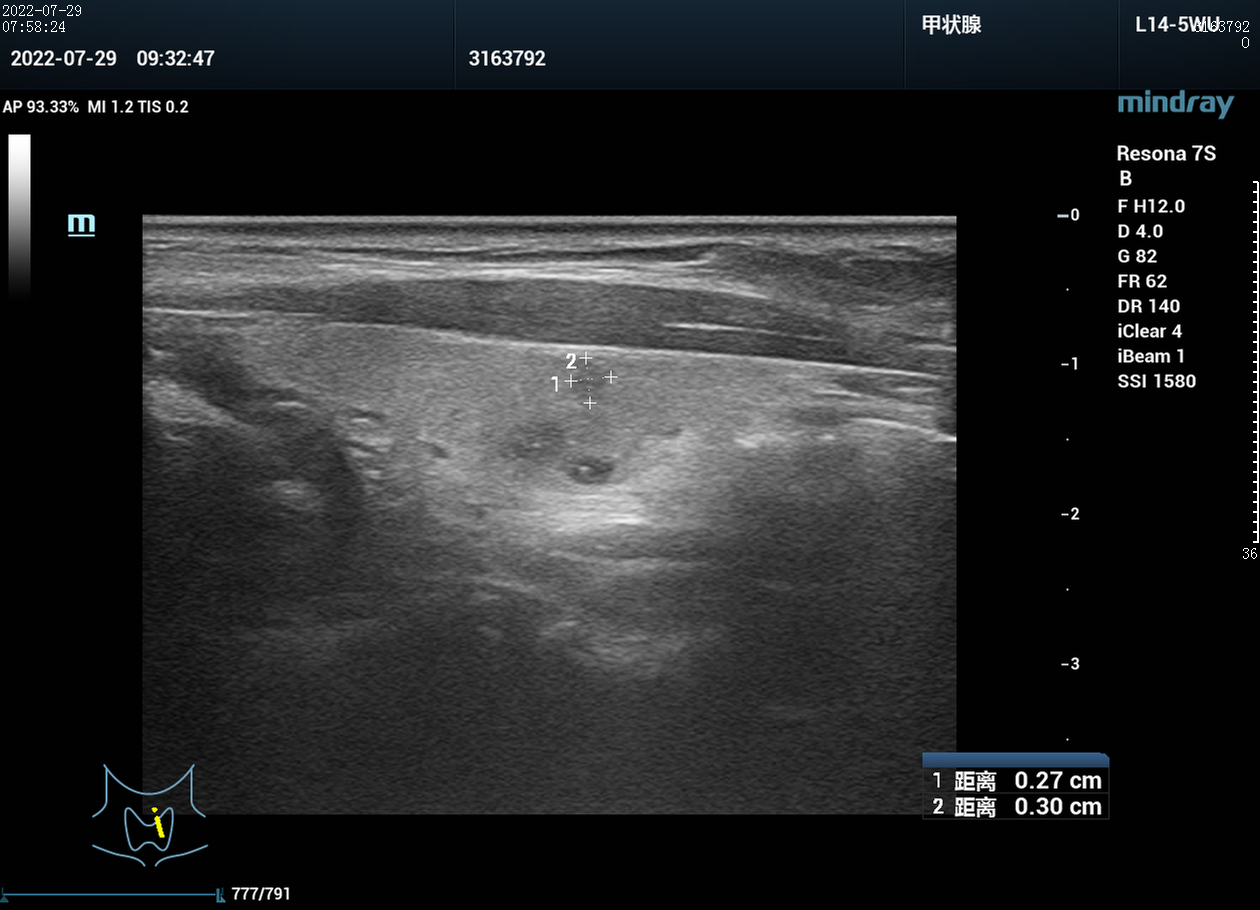 2022-07-29
07:58:24
甲状腺
L14-5WU
3163792
0
2022-07-29 09:32:47
3163792
AP 93.33% MI 1.2 TIS 0.2
mindray
m
Resona 7S
B
F H12.0
D 4.0
G 82
FR 62
DR 140
iClear 4
iBeam 1
SSI 1580
0
1
2
3
2
1
36
1 距离 0.27 cm
2 距离 0.30 cm
777/791